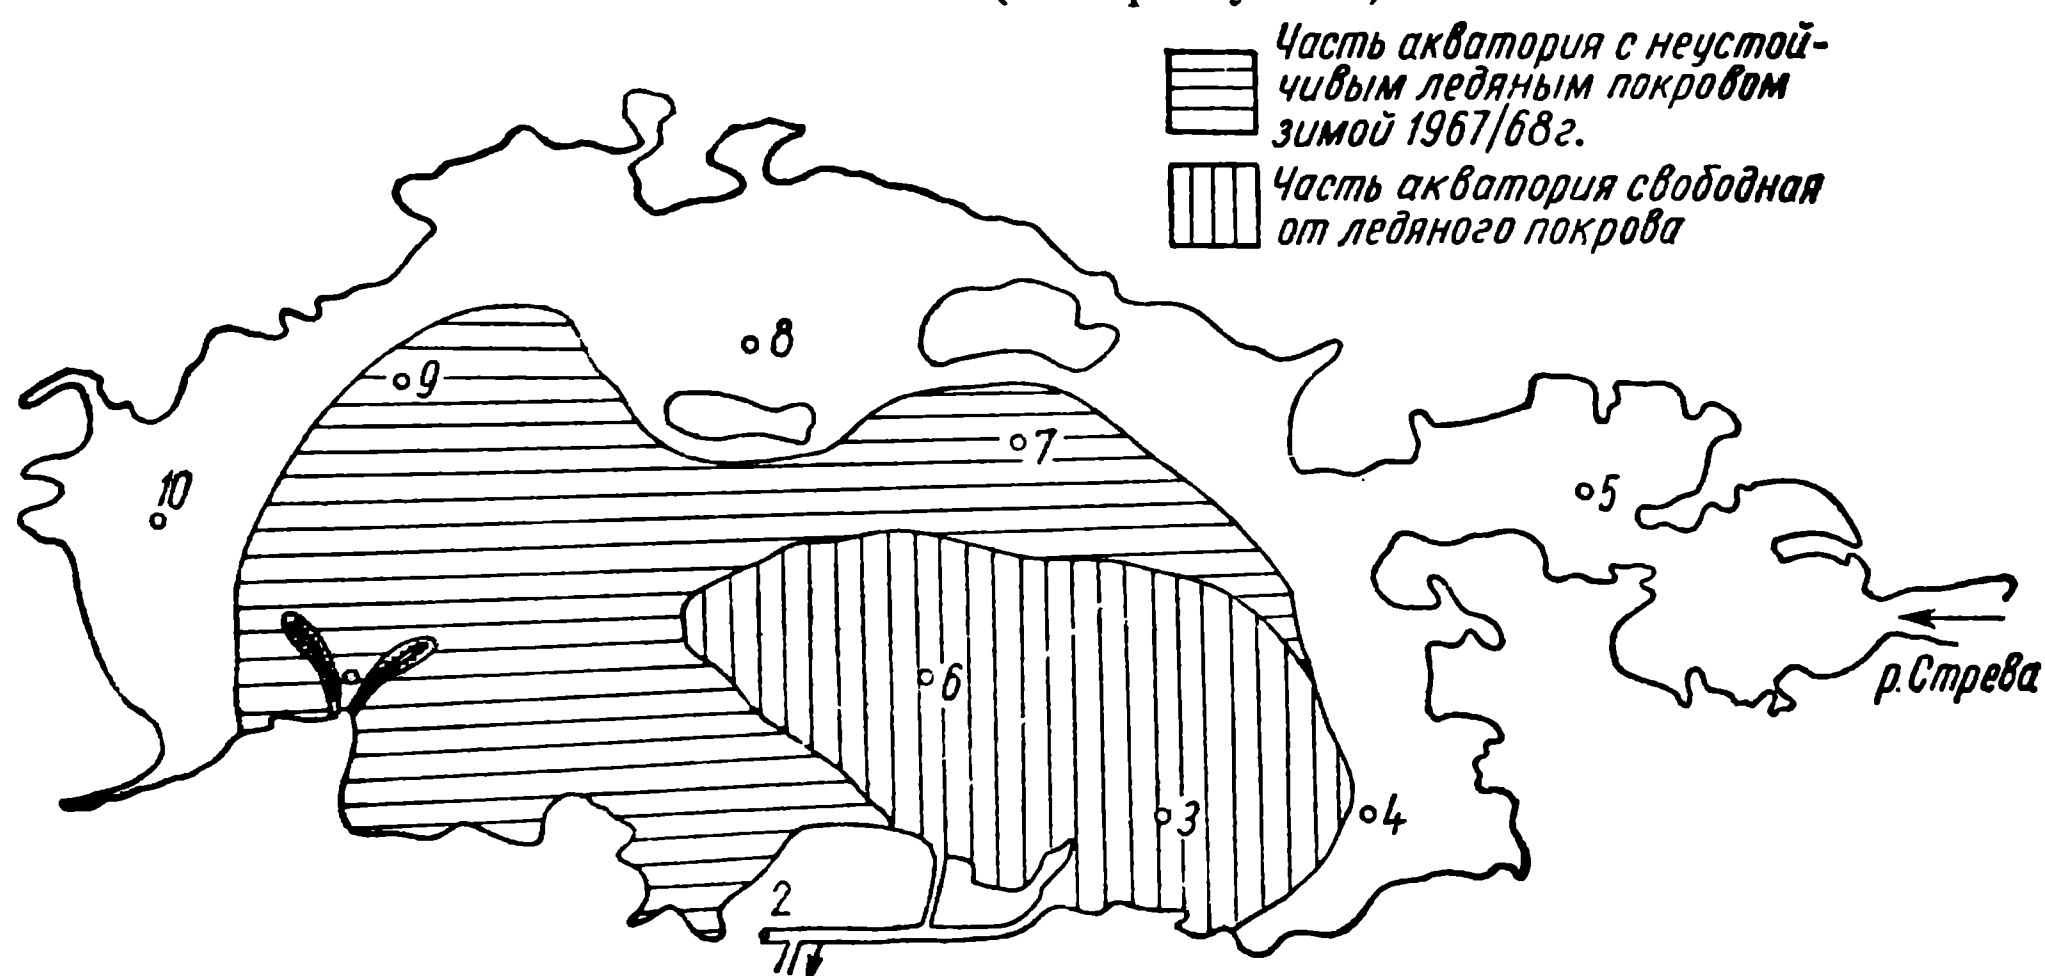 Часть акватория с неустой-
чивым ледяным покровом
зимой 1967/68г.
Часть акватория свободная
от ледяного покрова
8
9
7
10
5
6
р. Стрева
3
4
2